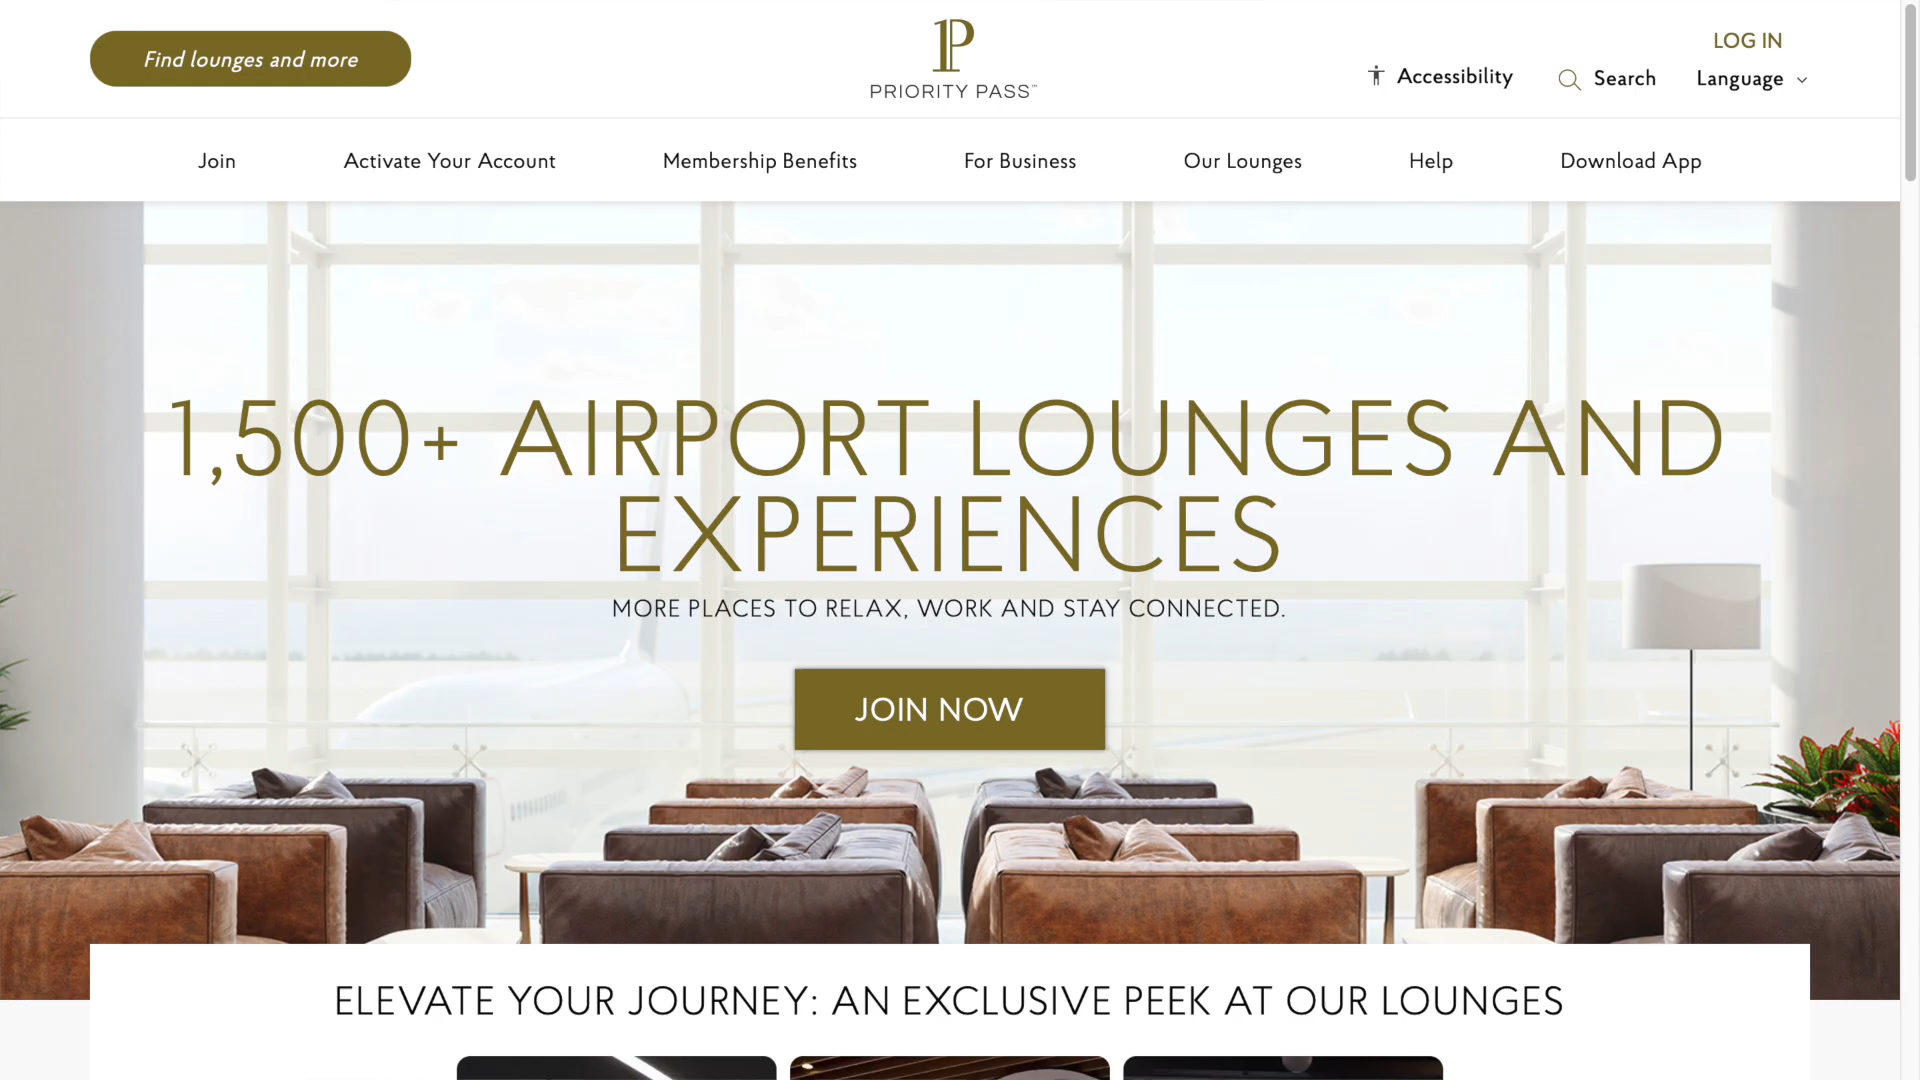 Find lounges and more
PRIORITY PASS™
LOG IN
Accessibility
Search
Language
Join
Activate Your Account
Membership Benefits
For Business
Our Lounges
Help
Download App
1,500+ AIRPORT LOUNGES AND
EXPERIENCES
MORE PLACES TO RELAX, WORK AND STAY CONNECTED.
JOIN NOW
ELEVATE YOUR JOURNEY: AN EXCLUSIVE PEEK AT OUR LOUNGES